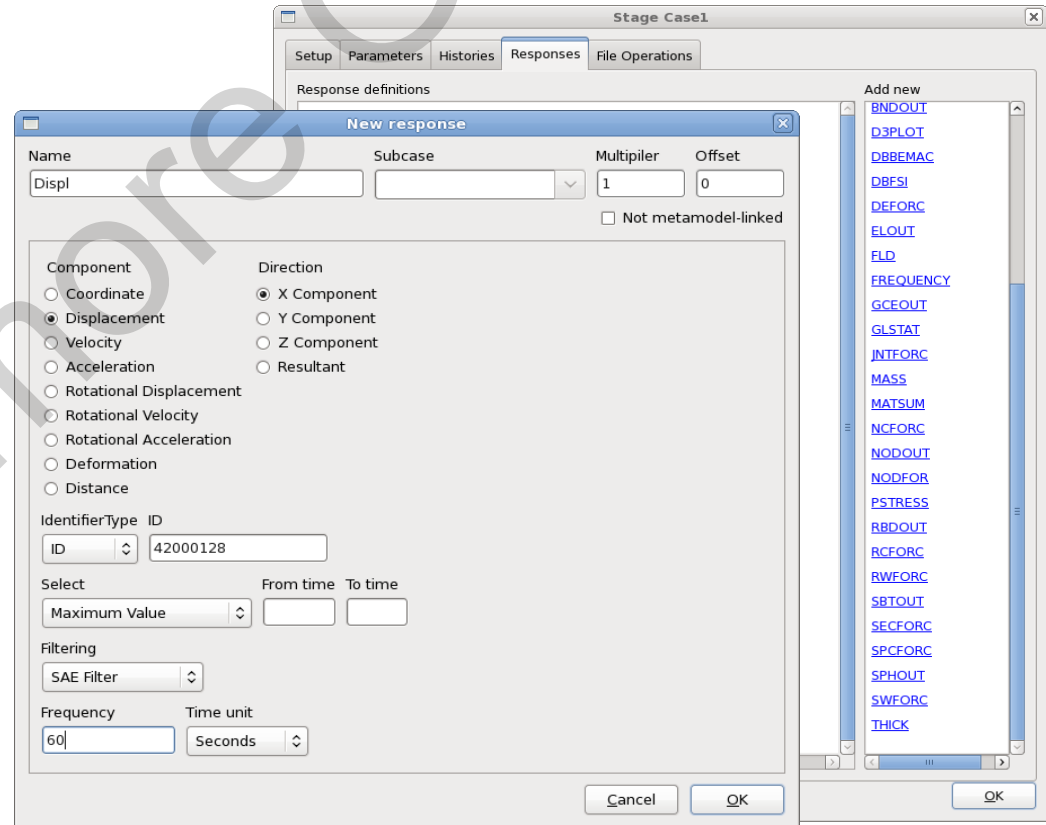 Stage Case1
Setup Parameters Histories Responses File Operations
Response definitions
Add new
BNDOUT
D3PLOT
DBBEMAC
DBFSI
DEFORC
ELOUT
FLD
FREQUENCY
GCEOUT
GLSTAT
JNTFORC
MASS
MATSUM
NCFORC
NODOUT
NODFOR
PSTRESS
RBDOUT
RCFORC
RWFORC
SBTOUT
SECFORC
SPCFORC
SPHOUT
SWFORC
THICK
OK
New response
Name Subcase Multipiler Offset
Displ 1 0
Not metamodel-linked
Component Direction
Coordinate X Component
Displacement Y Component
Velocity Z Component
Acceleration Resultant
Rotational Displacement
Rotational Velocity
Rotational Acceleration
Deformation
Distance
IdentifierType ID
ID 42000128
Select From time To time
Maximum Value
Filtering
SAE Filter
Frequency Time unit
60 Seconds
Cancel OK
more